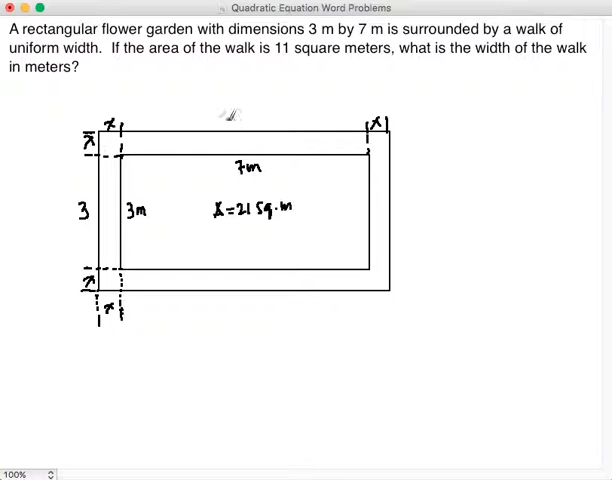 Quadratic Equation Word Problems
A rectangular flower garden with dimensions 3 m by 7 m is surrounded by a walk of
uniform width. If the area of the walk is 11 square meters, what is the width of the walk
in meters?
x x
x
7m
3 3m A=21 sq.m
x
x
100%